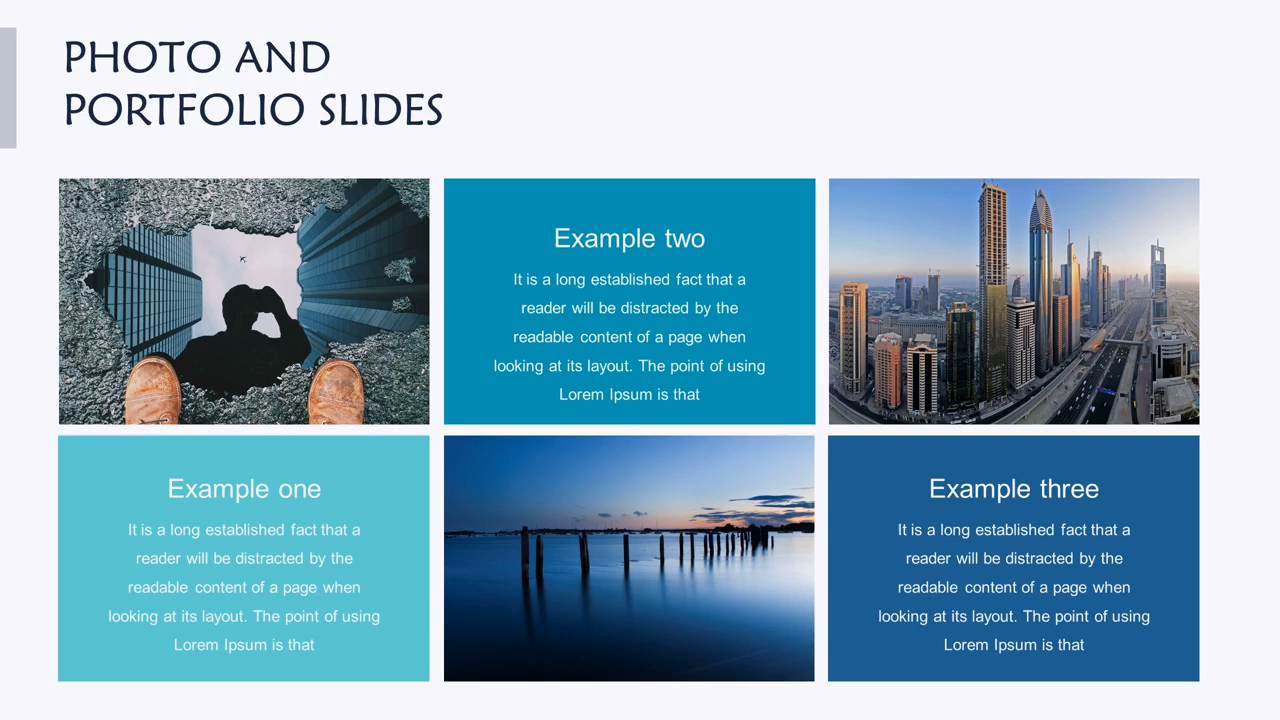 PHOTO AND
PORTFOLIO SLIDES
Example two
It is a long established fact that a
reader will be distracted by the
readable content of a page when
looking at its layout. The point of using
Lorem Ipsum is that
Example one
It is a long established fact that a
reader will be distracted by the
readable content of a page when
looking at its layout. The point of using
Lorem Ipsum is that
Example three
It is a long established fact that a
reader will be distracted by the
readable content of a page when
looking at its layout. The point of using
Lorem Ipsum is that